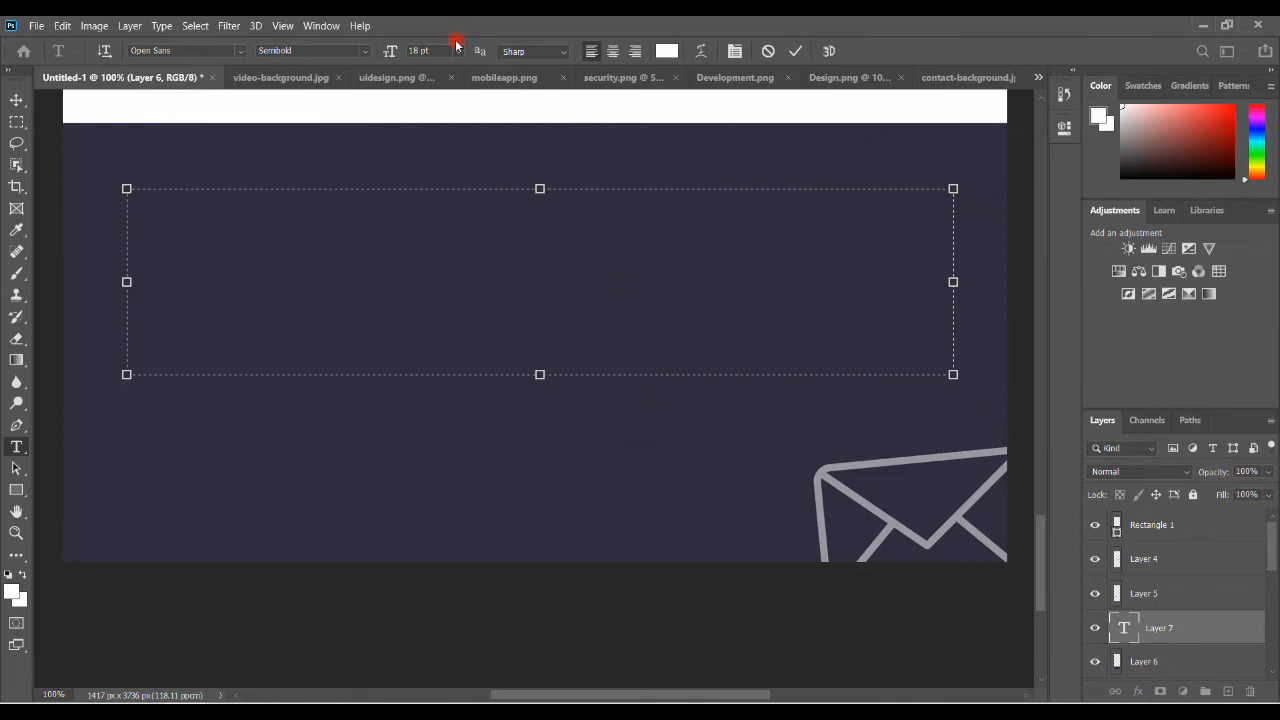 Ps File Edit Image Layer Type Select Filter 3D View Window Help
T Open Sans Semibold 18 pt Sharp 3D
Untitled-1 @ 100% (Layer 6, RGB/8) * × video-background.jpg × uidesign.png @... × mobileapp.png × security.png @ 5... × Development.png × Design.png @ 10... × contact-background.j
Color Swatches Gradients Pattern
Adjustments Learn Libraries
Add an adjustment
Layers Channels Paths
Kind
Normal Opacity: 100%
Lock: Fill: 100%
Rectangle 1
Layer 4
Layer 5
T Layer 7
Layer 6
100% 1417 px x 3736 px (118.11 ppcm)